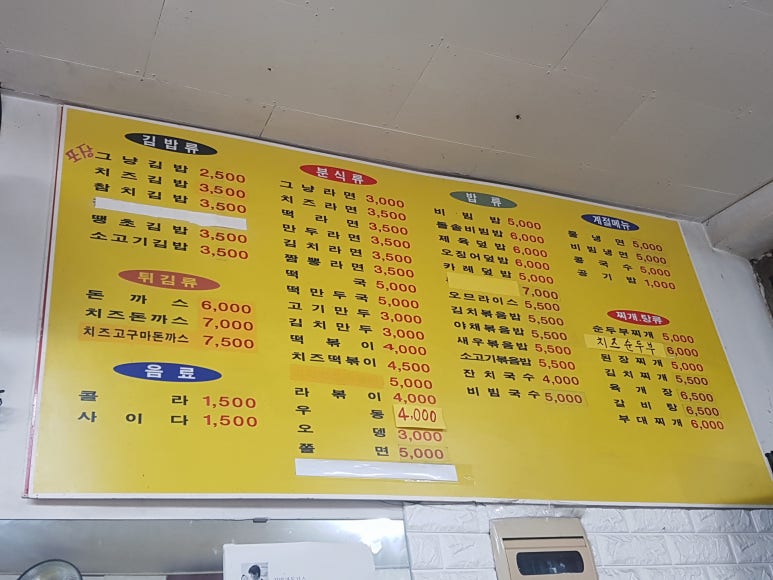 김밥류
원조
그냥김밥 2,500
치즈김밥 3,500
참치김밥 3,500
땡초김밥 3,500
소고기김밥 3,500
튀김류
돈까스 6,000
치즈돈까스 7,000
치즈고구마돈까스 7,500
음료
콜라 1,500
사이다 1,500
분식류
그냥라면 3,000
치즈라면 3,500
떡라면 3,500
만두라면 3,500
김치라면 3,500
짬뽕라면 3,500
떡국 5,000
떡만두국 5,000
고기만두 3,000
김치만두 3,000
떡볶이 4,000
치즈떡볶이 4,500
5,000
라볶이 4,000
우동 4,000
오뎅 3,000
쫄면 5,000
밥류
비빔밥 5,000
돌솥비빔밥 6,000
제육덮밥 6,000
오징어덮밥 6,000
카레덮밥 5,000
7,000
오므라이스 5,500
김치볶음밥 5,500
야채볶음밥 5,500
새우볶음밥 5,500
소고기볶음밥 5,500
잔치국수 4,000
비빔국수 5,000
계절메뉴
물냉면 5,000
비빔냉면 5,000
콩국수 5,000
공기밥 1,000
찌개.탕류
순두부찌개 5,000
치즈순두부 6,000
된장찌개 5,000
김치찌개 5,500
육개장 6,500
갈비탕 6,500
부대찌개 6,000